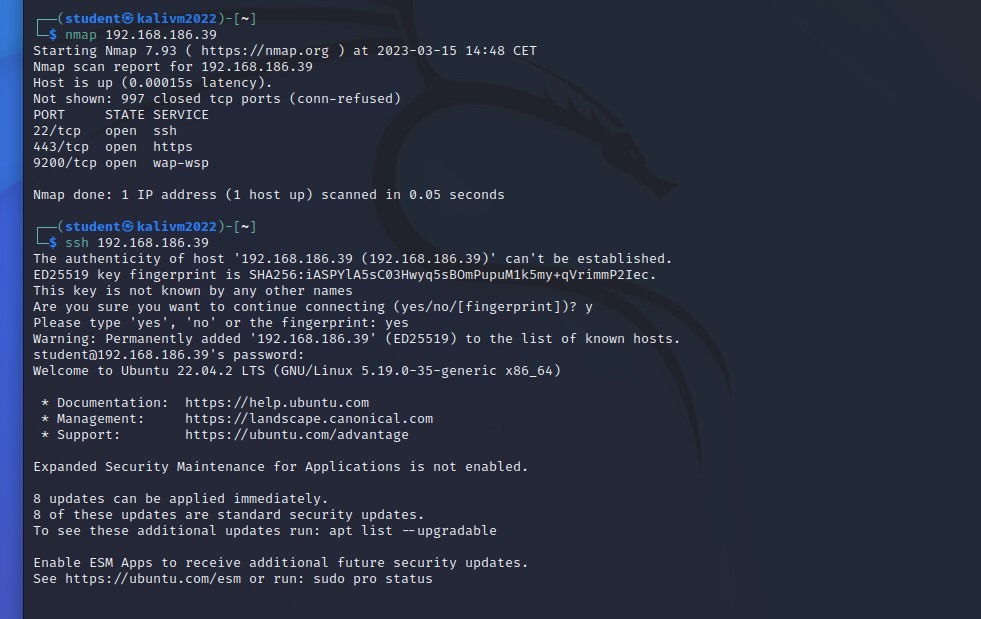 ┌──(student㉿kalivm2022)-[~]
└─$ nmap 192.168.186.39
Starting Nmap 7.93 ( https://nmap.org ) at 2023-03-15 14:48 CET
Nmap scan report for 192.168.186.39
Host is up (0.00015s latency).
Not shown: 997 closed tcp ports (conn-refused)
PORT     STATE SERVICE
22/tcp   open  ssh
443/tcp  open  https
9200/tcp open  wap-wsp

Nmap done: 1 IP address (1 host up) scanned in 0.05 seconds

┌──(student㉿kalivm2022)-[~]
└─$ ssh 192.168.186.39
The authenticity of host '192.168.186.39 (192.168.186.39)' can't be established.
ED25519 key fingerprint is SHA256:iASPYlA5sC03Hwyq5sBOmPupuM1k5my+qVrimmP2Iec.
This key is not known by any other names
Are you sure you want to continue connecting (yes/no/[fingerprint])? y
Please type 'yes', 'no' or the fingerprint: yes
Warning: Permanently added '192.168.186.39' (ED25519) to the list of known hosts.
student@192.168.186.39's password:
Welcome to Ubuntu 22.04.2 LTS (GNU/Linux 5.19.0-35-generic x86_64)

 * Documentation:  https://help.ubuntu.com
 * Management:     https://landscape.canonical.com
 * Support:        https://ubuntu.com/advantage

Expanded Security Maintenance for Applications is not enabled.

8 updates can be applied immediately.
8 of these updates are standard security updates.
To see these additional updates run: apt list --upgradable

Enable ESM Apps to receive additional future security updates.
See https://ubuntu.com/esm or run: sudo pro status